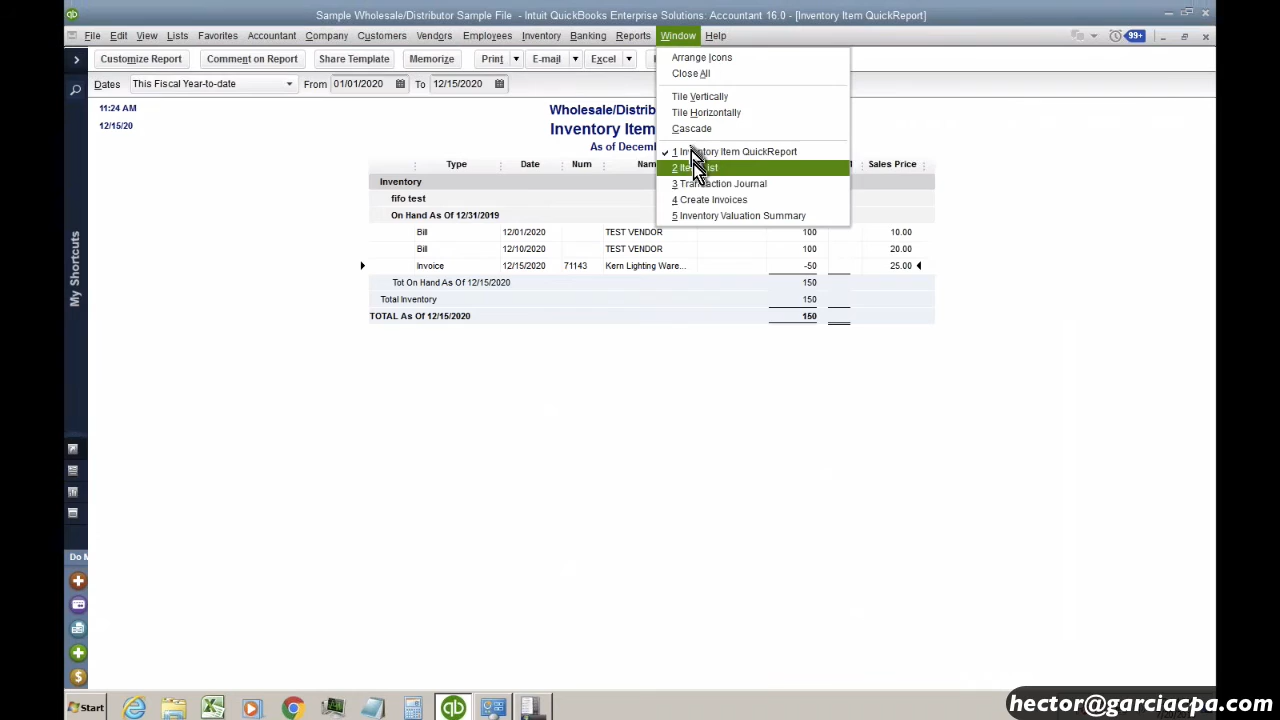 Sample Wholesale/Distributor Sample File - Intuit QuickBooks Enterprise Solutions: Accountant 16.0 - [Inventory Item QuickReport]
File Edit View Lists Favorites Accountant Company Customers Vendors Employees Inventory Banking Reports Window Help 99+
Customize Report Comment on Report Share Template Memorize Print E-mail Excel
Dates This Fiscal Year-to-date From 01/01/2020 To 12/15/2020
Arrange Icons
Close All
Tile Vertically
Tile Horizontally
Cascade
1 Inventory Item QuickReport
2 Item List
3 Transaction Journal
4 Create Invoices
5 Inventory Valuation Summary
11:24 AM
12/15/20
Wholesale/Distrib
Inventory Item
As of Decem
Type Date Num Nam Sales Price
Inventory
fifo test
On Hand As Of 12/31/2019
Bill 12/01/2020 TEST VENDOR 100 10.00
Bill 12/10/2020 TEST VENDOR 100 20.00
Invoice 12/15/2020 71143 Kern Lighting Ware... -50 25.00
Tot On Hand As Of 12/15/2020 150
Total Inventory 150
TOTAL As Of 12/15/2020 150
My Shortcuts
Do M
Start
hector@garciacpa.com